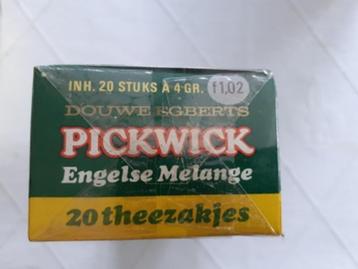 INH. 20 STUKS À 4 GR.
f1,02
DOUWE EGBERTS
PICKWICK
Engelse Melange
20 theezakjes